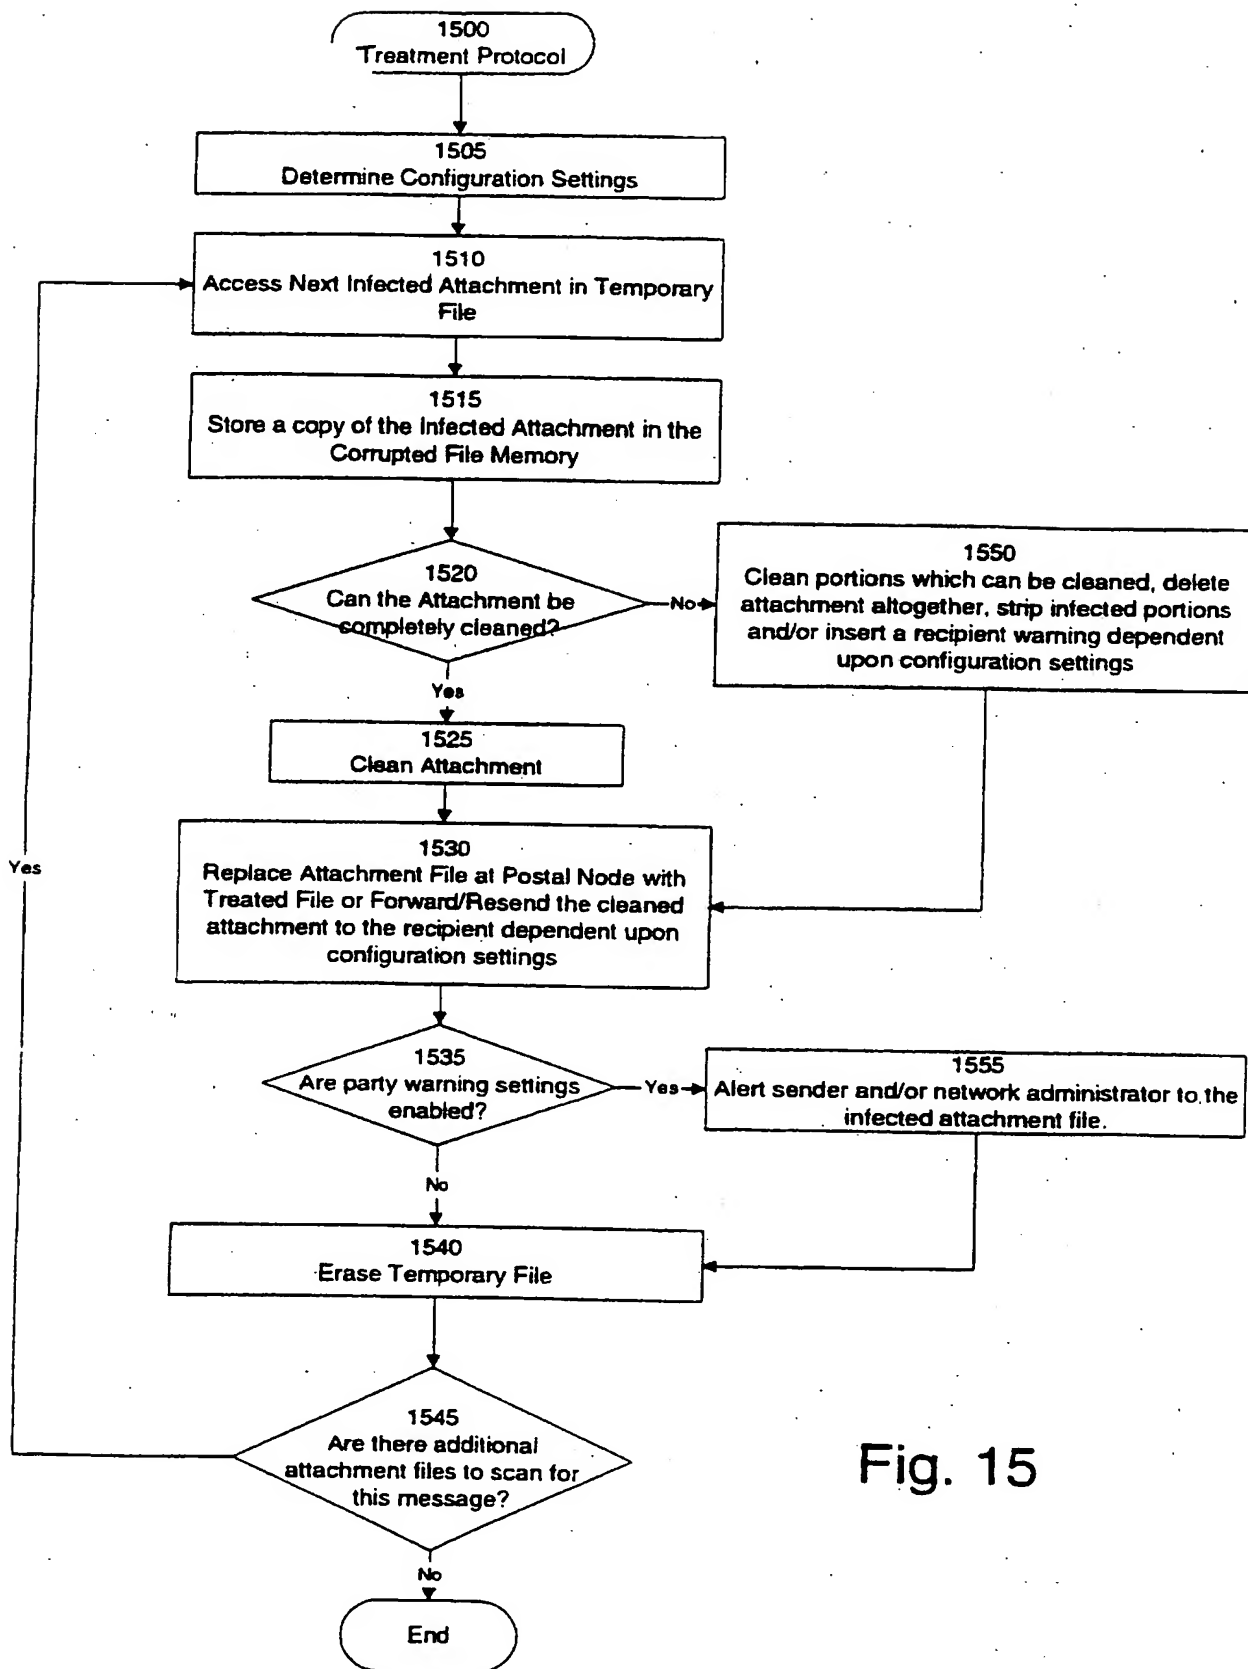 1500
Treatment Protocol
1505
Determine Configuration Settings
1510
Access Next Infected Attachment in Temporary
File
1515
Store a copy of the Infected Attachment in the
Corrupted File Memory
1520
Can the Attachment be
completely cleaned?
No
1550
Clean portions which can be cleaned, delete
attachment altogether, strip infected portions
and/or insert a recipient warning dependent
upon configuration settings
Yes
1525
Clean Attachment
1530
Replace Attachment File at Postal Node with
Treated File or Forward/Resend the cleaned
attachment to the recipient dependent upon
configuration settings
Yes
1535
Are party warning settings
enabled?
Yes
1555
Alert sender and/or network administrator to the
infected attachment file.
No
1540
Erase Temporary File
1545
Are there additional
attachment files to scan for
this message?
No
End
Fig. 15